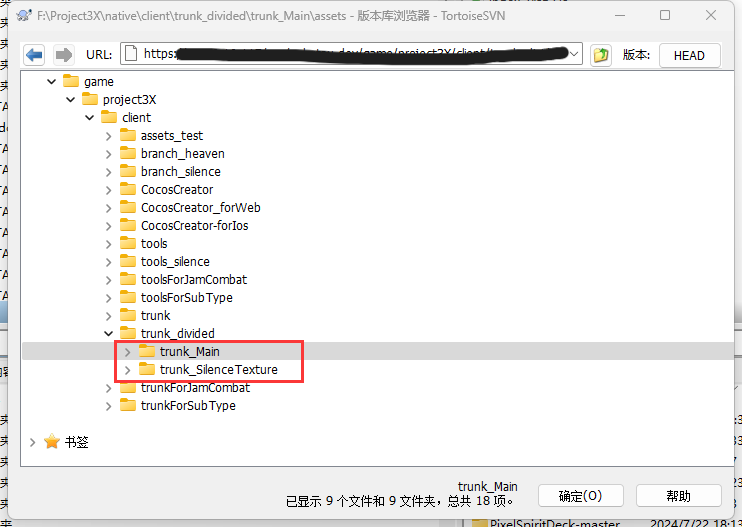 F:\Project3X\native\client\trunk_divided\trunk_Main\assets - 版本库浏览器 - TortoiseSVN
URL: https: 版本: HEAD
game
project3X
client
assets_test
branch_heaven
branch_silence
CocosCreator
CocosCreator_forWeb
CocosCreator-forIos
tools
tools_silence
toolsForJamCombat
toolsForSubType
trunk
trunk_divided
trunk_Main
trunk_SilenceTexture
trunkForJamCombat
trunkForSubType
书签
trunk_Main
已显示 9 个文件和 9 文件夹，总共 18 项。
确定(O) 帮助
PixelSpiritDeck-master 2024/7/22 18:13